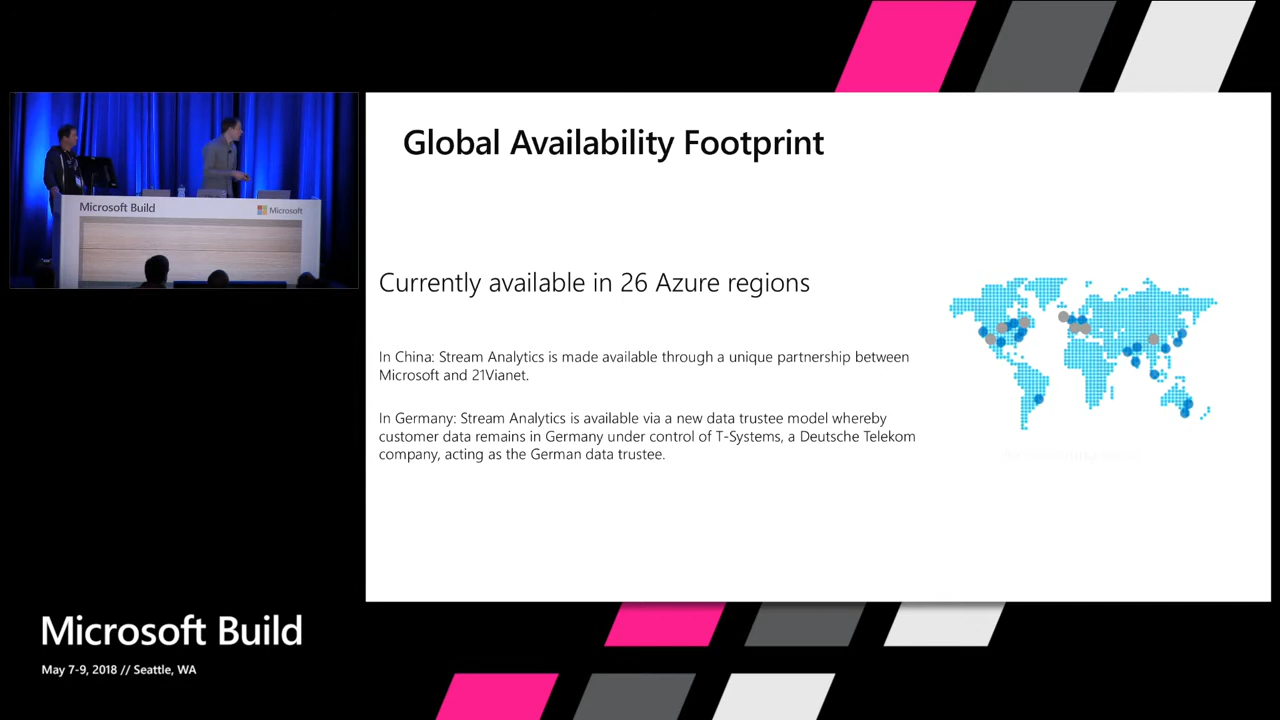 Global Availability Footprint
Microsoft Build
Microsoft
Currently available in 26 Azure regions
In China: Stream Analytics is made available through a unique partnership between
Microsoft and 21Vianet.
In Germany: Stream Analytics is available via a new data trustee model whereby
customer data remains in Germany under control of T-Systems, a Deutsche Telekom
company, acting as the German data trustee.
Microsoft Build
May 7-9, 2018 // Seattle, WA